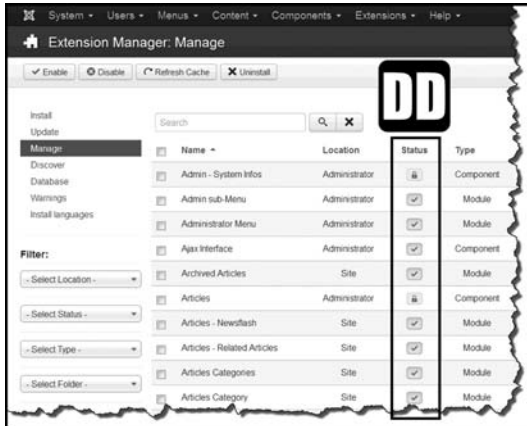 System Users Menus Content Components Extensions Help
Extension Manager: Manage
Enable Disable Refresh Cache Uninstall
DD
Install
Update
Manage
Discover
Database
Warnings
Install languages
Filter:
- Select Location -
- Select Status -
- Select Type -
- Select Folder -
Search
Name Location Status Type
Admin - System Infos Administrator Component
Admin sub-Menu Administrator Module
Administrator Menu Administrator Module
Ajax Interface Administrator Component
Archived Articles Site Module
Articles Administrator Component
Articles - Newsflash Site Module
Articles - Related Articles Site Module
Articles Categories Site Module
Articles Category Site Module